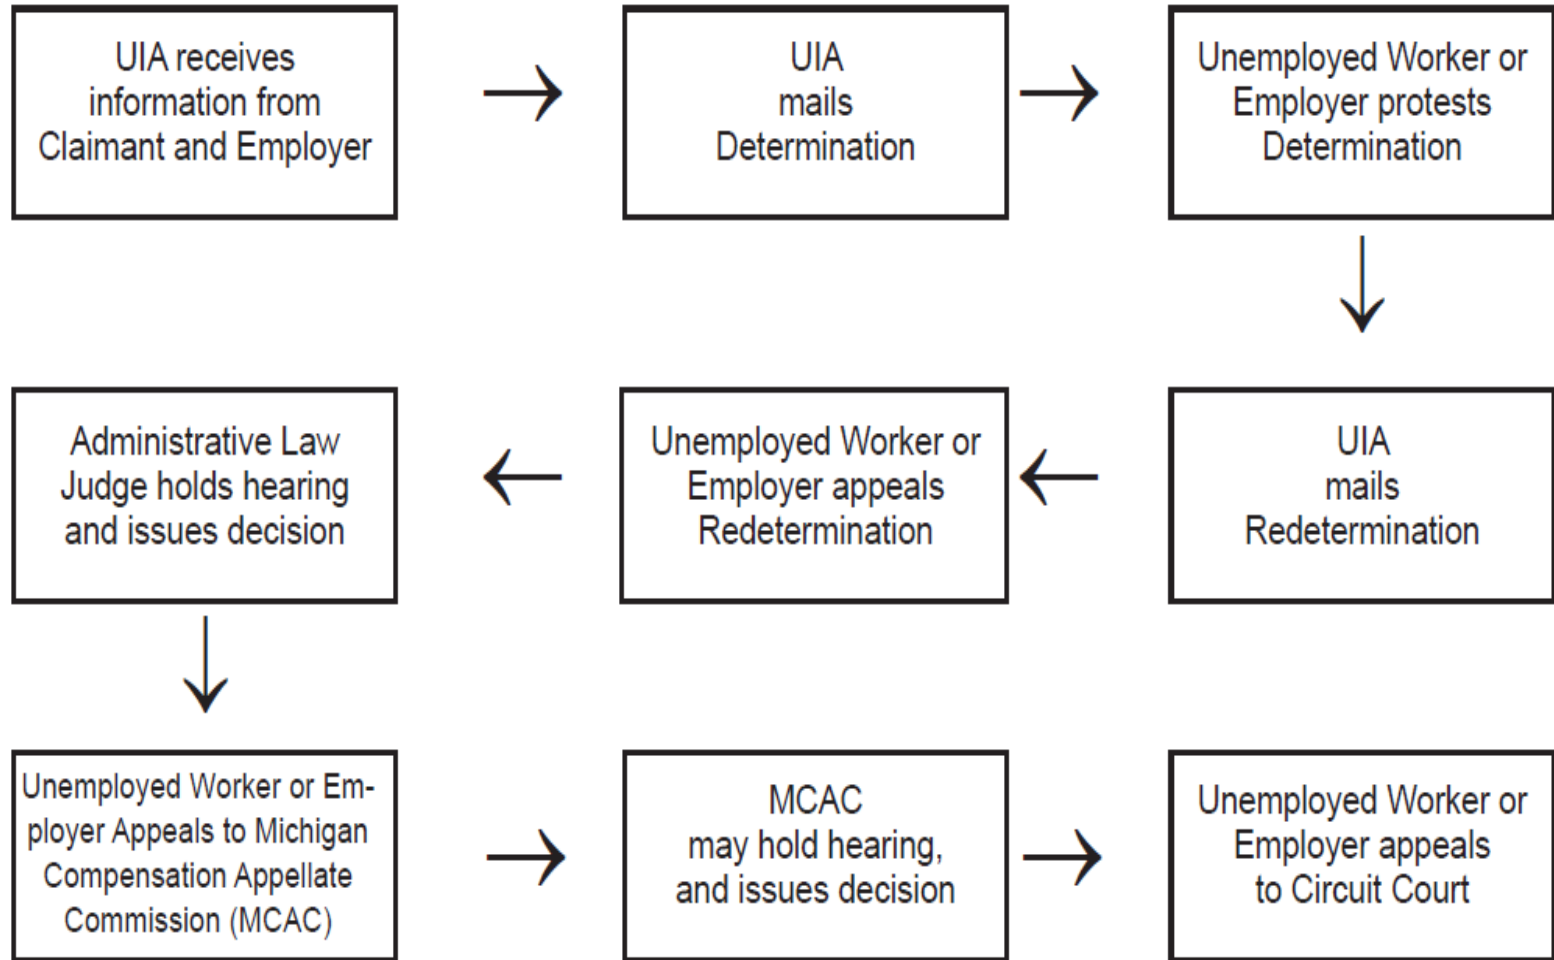 UIA receives
information from
Claimant and Employer
UIA
mails
Determination
Unemployed Worker or
Employer protests
Determination
UIA
mails
Redetermination
Unemployed Worker or
Employer appeals
Redetermination
Administrative Law
Judge holds hearing
and issues decision
Unemployed Worker or Em-
ployer Appeals to Michigan
Compensation Appellate
Commission (MCAC)
MCAC
may hold hearing,
and issues decision
Unemployed Worker or
Employer appeals
to Circuit Court